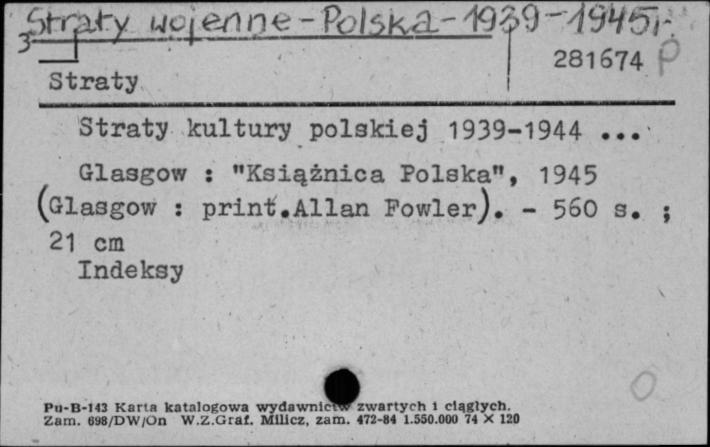 Straty wojenne - Polska - 1939-1945r.
3
281674 P
Straty
Straty kultury polskiej 1939-1944 ...
Glasgow : "Książnica Polska", 1945
(Glasgow : print.Allan Fowler). - 560 s. ;
21 cm
Indeksy
Pu-B-143 Karta katalogowa wydawnictw zwartych i ciągłych.
Zam. 698/DW/On W.Z.Graf. Milicz, zam. 472-84 1.550.000 74 × 120